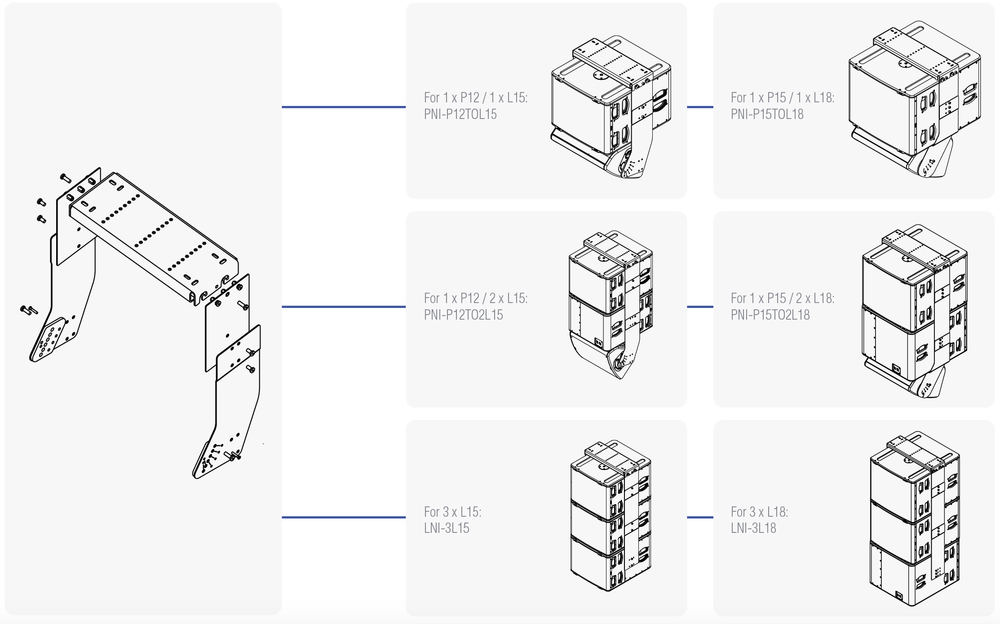 For 1 x P12 / 1 x L15:
PNI-P12TOL15
For 1 x P15 / 1 x L18:
PNI-P15TOL18
For 1 x P12 / 2 x L15:
PNI-P12TO2L15
For 1 x P15 / 2 x L18:
PNI-P15TO2L18
For 3 x L15:
LNI-3L15
For 3 x L18:
LNI-3L18